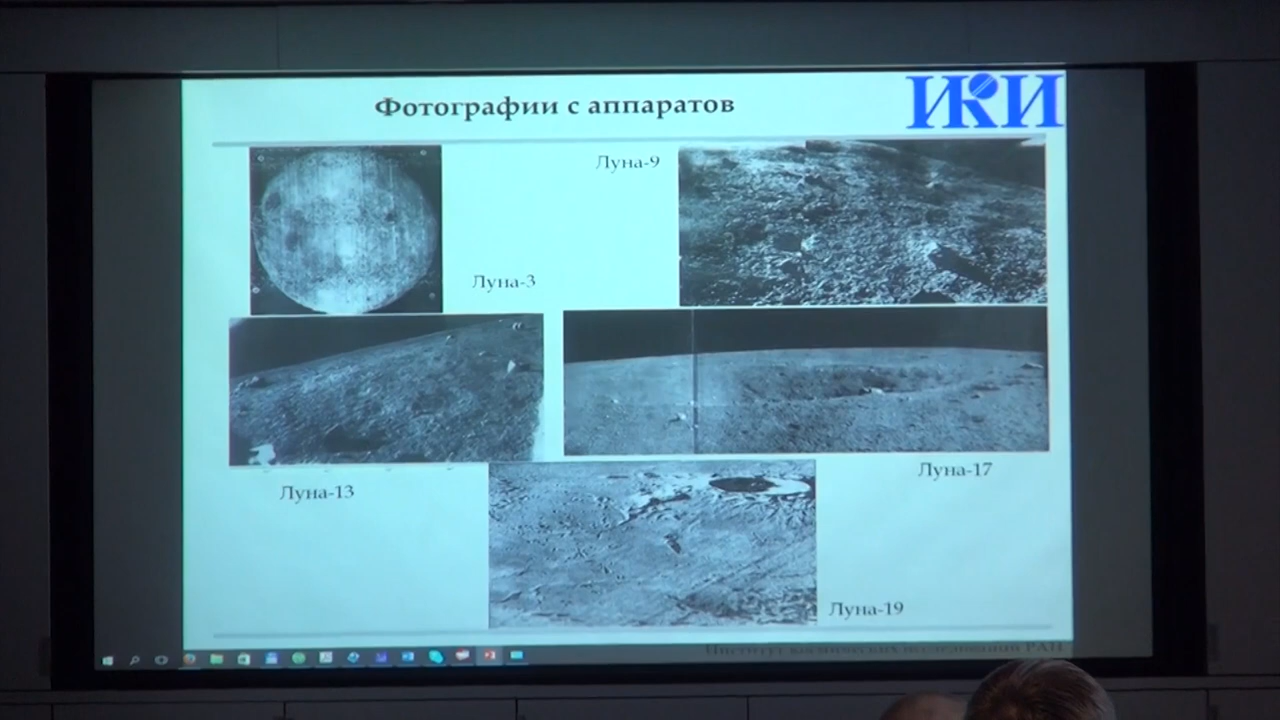 Фотографии с аппаратов
ИКИ
Луна-9
Луна-3
Луна-17
Луна-13
Луна-19
Институт космических исследований РАН